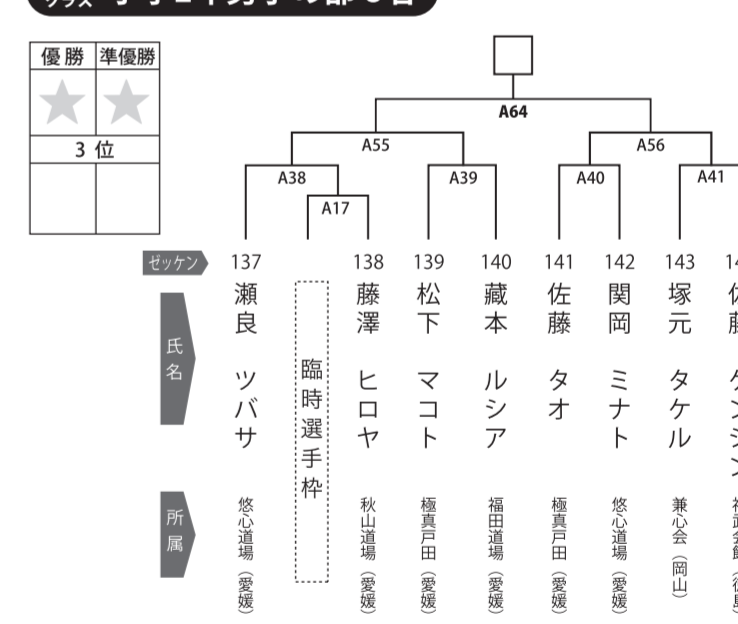 優勝 準優勝
3 位
A64
A55 A56
A38 A39 A40 A41
A17
ゼッケン 137 138 139 140 141 142 143
氏名
瀬良 ツバサ
臨時選手枠
藤澤 ヒロヤ
松下 マコト
藏本 ルシア
佐藤 タオ
関岡 ミナト
塚元 タケル
所属
悠心道場（愛媛）
秋山道場（愛媛）
極真戸田（愛媛）
福田道場（愛媛）
極真戸田（愛媛）
悠心道場（愛媛）
兼心会（岡山）